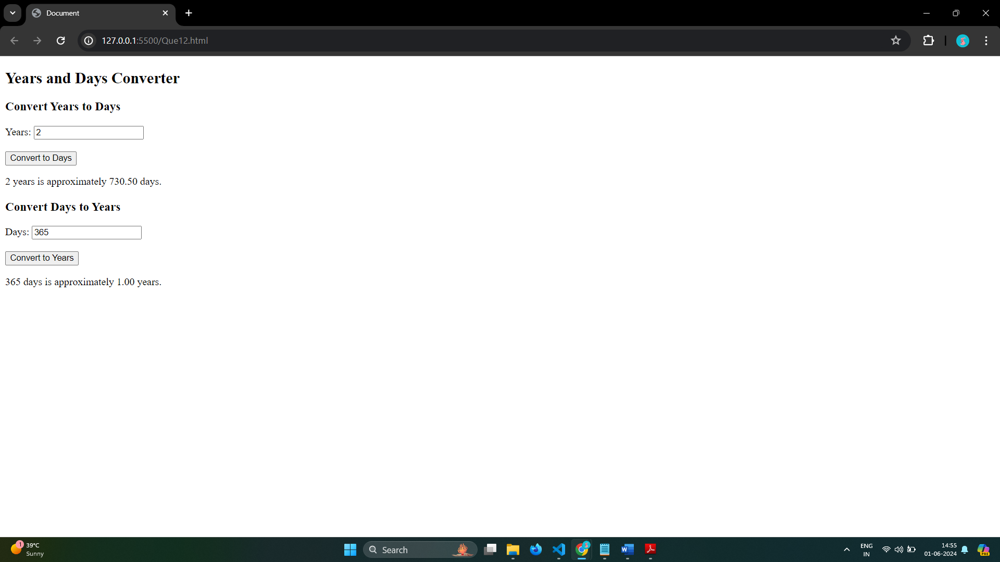 Document
127.0.0.1:5500/Que12.html
Years and Days Converter
Convert Years to Days
Years: 2
Convert to Days
2 years is approximately 730.50 days.
Convert Days to Years
Days: 365
Convert to Years
365 days is approximately 1.00 years.
1
39°C
Sunny
Search
W
ENG
IN
14:55
01-06-2024
PRE